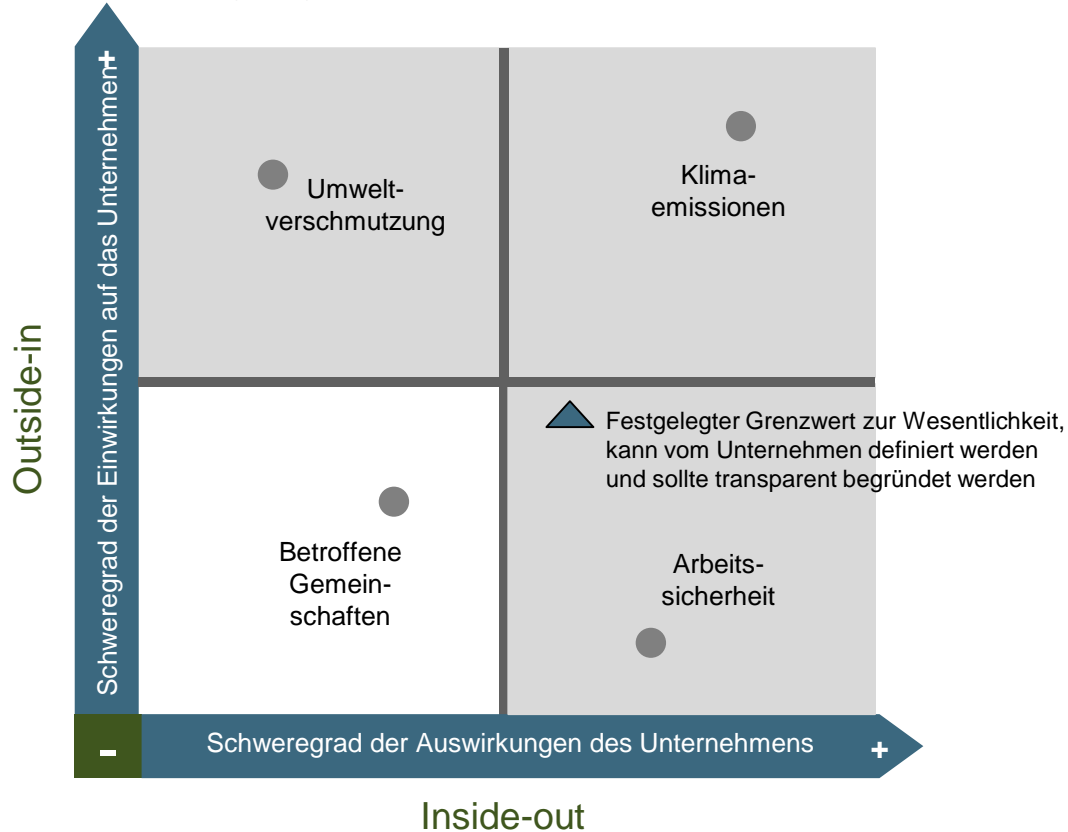 Outside-in
Schweregrad der Einwirkungen auf das Unternehmen
+
Umwelt-
verschmutzung
Klima-
emissionen
Festgelegter Grenzwert zur Wesentlichkeit,
kann vom Unternehmen definiert werden
und sollte transparent begründet werden
Betroffene
Gemein-
schaften
Arbeits-
sicherheit
-
Schweregrad der Auswirkungen des Unternehmens
+
Inside-out